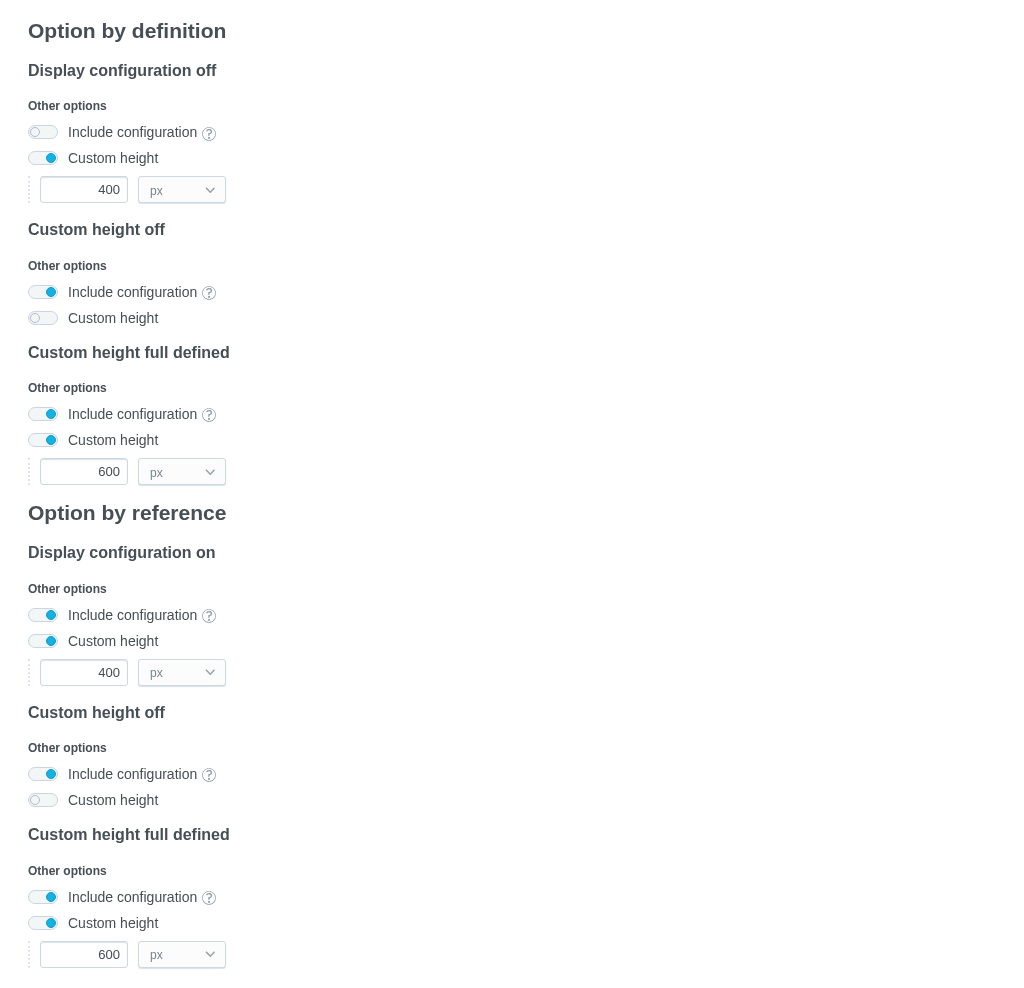 Option by definition
Display configuration off
Other options
Include configuration ?
Custom height
400 px
Custom height off
Other options
Include configuration ?
Custom height
Custom height full defined
Other options
Include configuration ?
Custom height
600 px
Option by reference
Display configuration on
Other options
Include configuration ?
Custom height
400 px
Custom height off
Other options
Include configuration ?
Custom height
Custom height full defined
Other options
Include configuration ?
Custom height
600 px